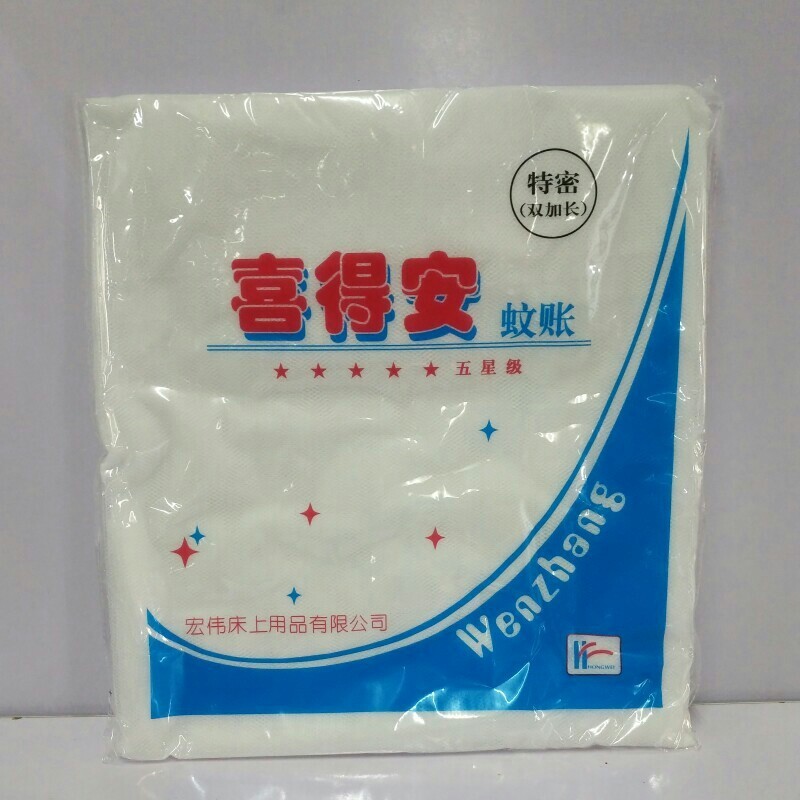 特密
(双加长)
喜得安 蚊账
★★★★★ 五星级
Wenzhang
宏伟床上用品有限公司
HONGWEI